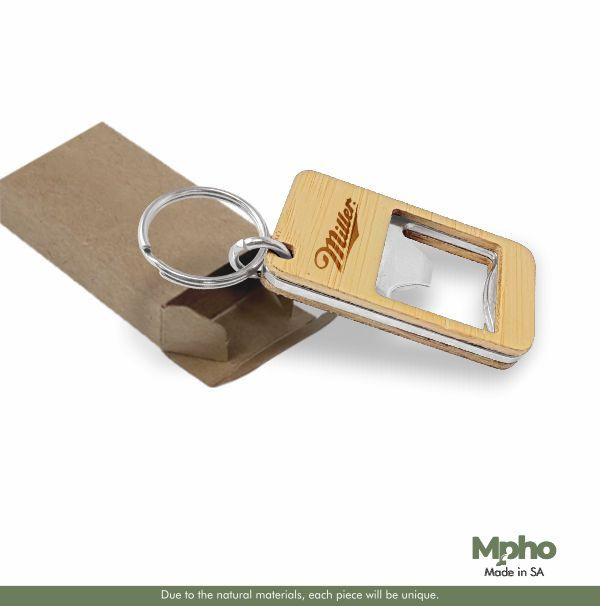 Miller
Mpho
Made in SA
Due to the natural materials, each piece will be unique.